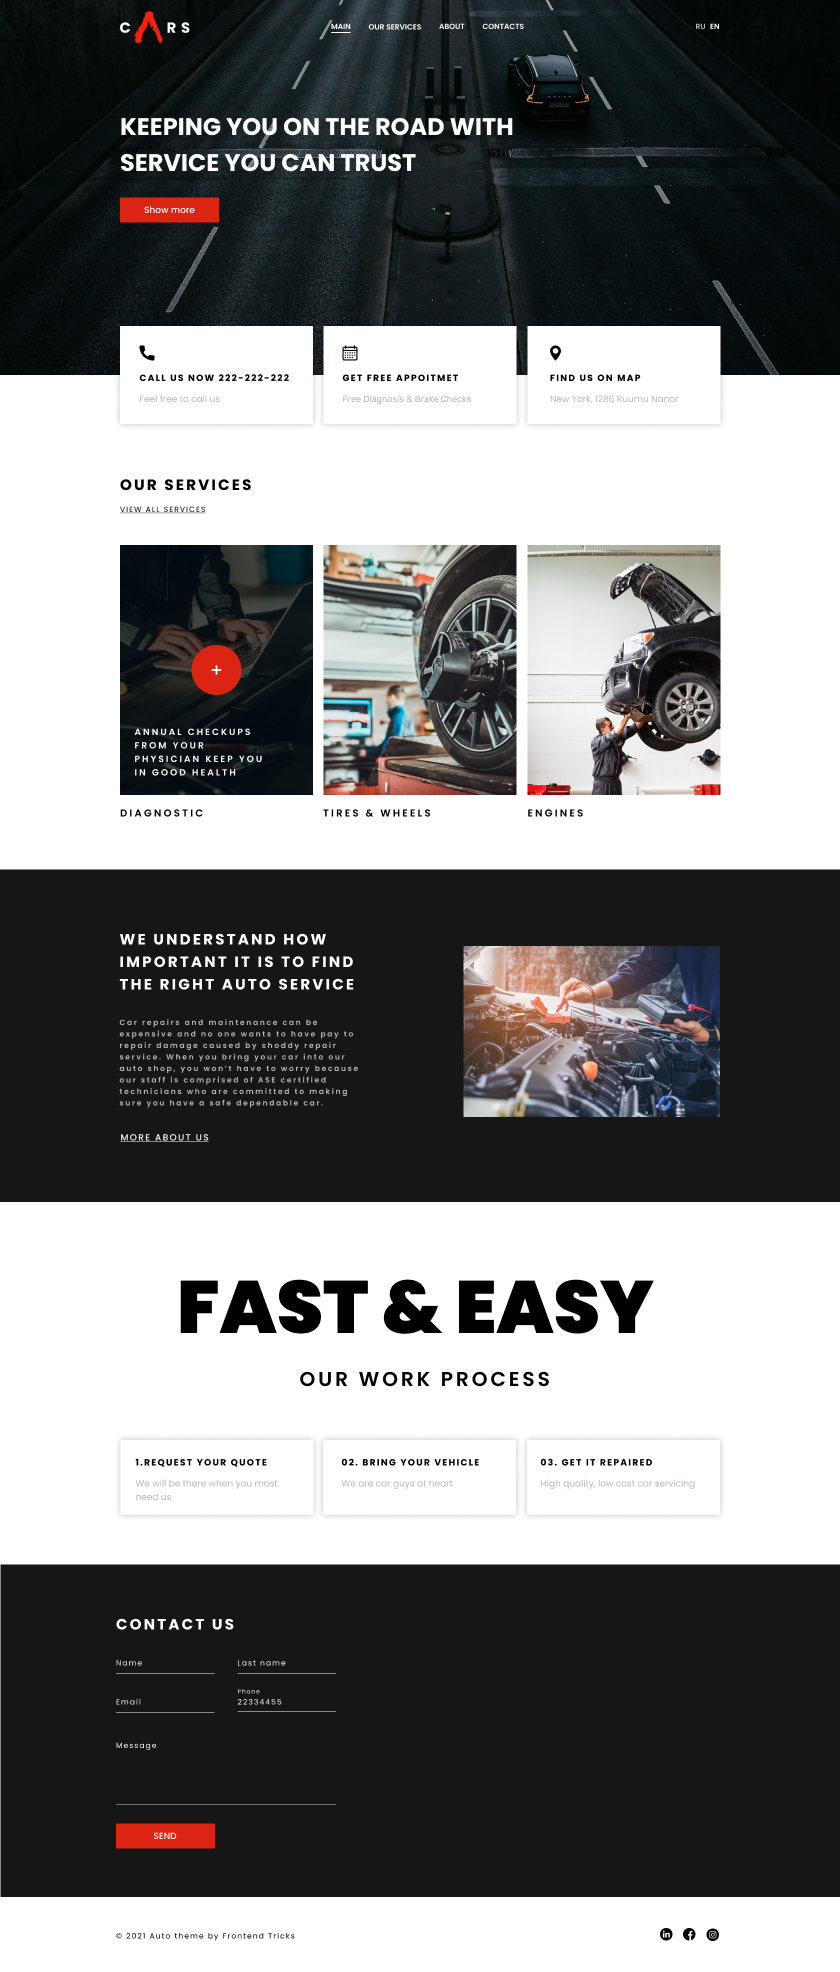 CARS
MAIN OUR SERVICES ABOUT CONTACTS
RU EN
KEEPING YOU ON THE ROAD WITH
SERVICE YOU CAN TRUST
Show more
CALL US NOW 222-222-222
Feel free to call us
GET FREE APPOITMET
Free Diagnosis & Brake Checks
FIND US ON MAP
New York, 1286 Ruumu Nanor
OUR SERVICES
VIEW ALL SERVICES
+
ANNUAL CHECKUPS
FROM YOUR
PHYSICIAN KEEP YOU
IN GOOD HEALTH
DIAGNOSTIC
TIRES & WHEELS
ENGINES
WE UNDERSTAND HOW
IMPORTANT IT IS TO FIND
THE RIGHT AUTO SERVICE
Car repairs and maintenance can be
expensive and no one wants to have pay to
repair damage caused by shoddy repair
service. When you bring your car into our
auto shop, you won't have to worry because
our staff is comprised of ASE certified
technicians who are committed to making
sure you have a safe dependable car.
MORE ABOUT US
FAST & EASY
OUR WORK PROCESS
1.REQUEST YOUR QUOTE
We will be there when you most
need us
02. BRING YOUR VEHICLE
We are car guys at heart
03. GET IT REPAIRED
High quality, low cost car servicing
CONTACT US
Name
Last name
Email
Phone
22334455
Message
SEND
© 2021 Auto theme by Frontend Tricks